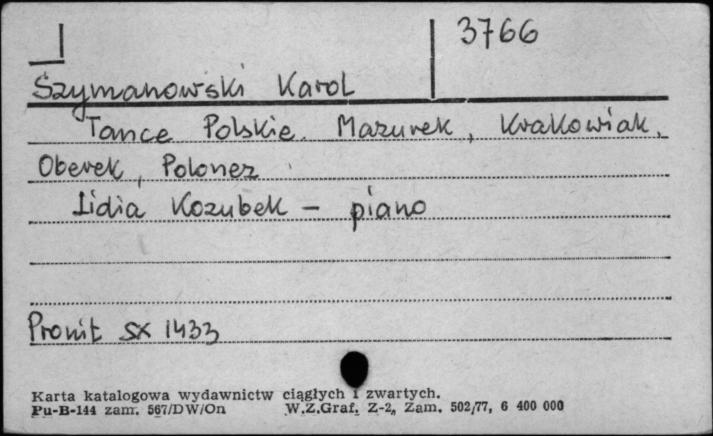 3766
Szymanowski Karol
Tance Polskie. Mazurek, Krakowiak,
Oberek, Polonez
Lidia Kozubek – piano
Pronit SX 1433
Karta katalogowa wydawnictw ciągłych i zwartych.
Pu-B-144 zam. 567/DW/On W.Z.Graf. Z-2, Zam. 502/77, 6 400 000